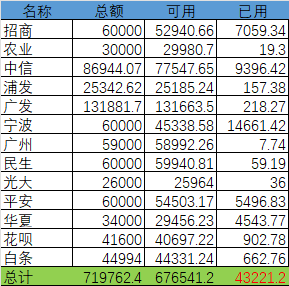 名称 总额 可用 已用
招商 60000 52940.66 7059.34
农业 30000 29980.7 19.3
中信 86944.07 77547.65 9396.42
浦发 25342.62 25185.24 157.38
广发 131881.7 131663.5 218.27
宁波 60000 45338.58 14661.42
广州 59000 58992.26 7.74
民生 60000 59940.81 59.19
光大 26000 25964 36
平安 60000 54503.17 5496.83
华夏 34000 29456.23 4543.77
花呗 41600 40697.22 902.78
白条 44994 44331.24 662.76
总计 719762.4 676541.2 43221.2